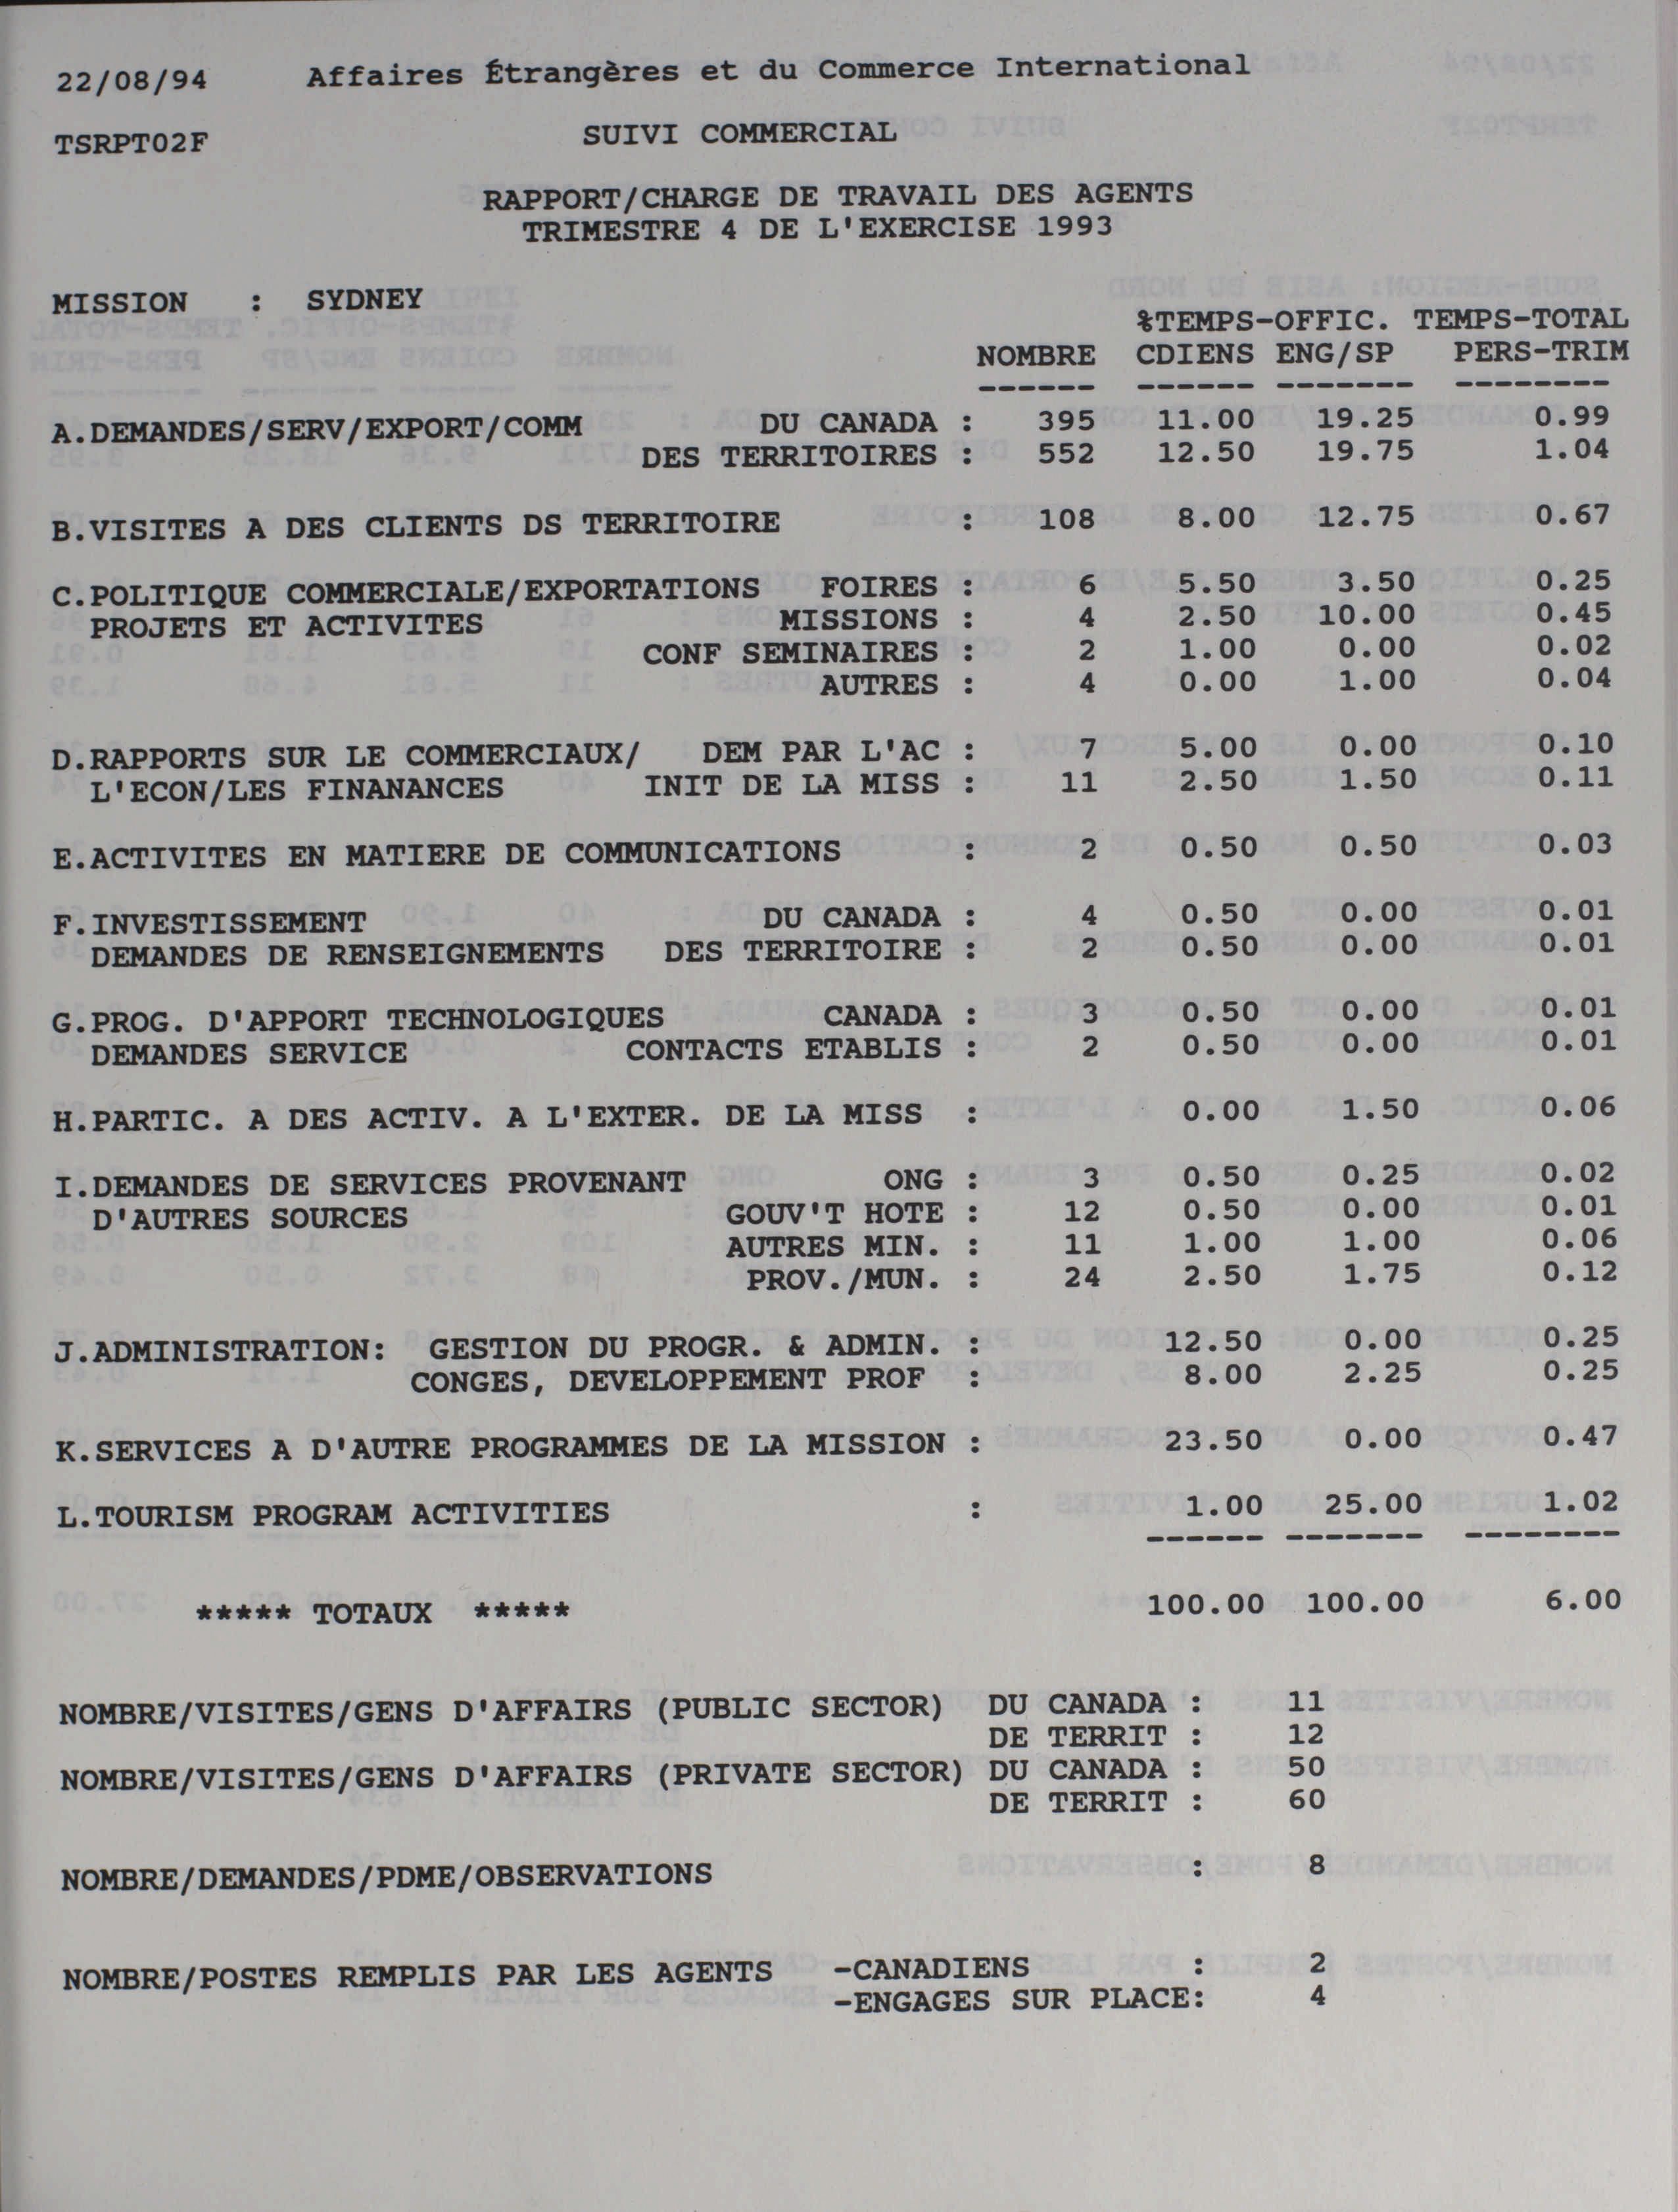 22/08/94 Affaires Étrangères et du Commerce International
TSRPT02F SUIVI COMMERCIAL
RAPPORT/CHARGE DE TRAVAIL DES AGENTS
TRIMESTRE 4 DE L'EXERCISE 1993
MISSION : SYDNEY
%TEMPS-OFFIC. TEMPS-TOTAL
NOMBRE CDIENS ENG/SP PERS-TRIM
------ ------ ------- --------
A.DEMANDES/SERV/EXPORT/COMM DU CANADA : 395 11.00 19.25 0.99
DES TERRITOIRES : 552 12.50 19.75 1.04
B.VISITES A DES CLIENTS DS TERRITOIRE : 108 8.00 12.75 0.67
C.POLITIQUE COMMERCIALE/EXPORTATIONS FOIRES : 6 5.50 3.50 0.25
PROJETS ET ACTIVITES MISSIONS : 4 2.50 10.00 0.45
CONF SEMINAIRES : 2 1.00 0.00 0.02
AUTRES : 4 0.00 1.00 0.04
D.RAPPORTS SUR LE COMMERCIAUX/ DEM PAR L'AC : 7 5.00 0.00 0.10
L'ECON/LES FINANANCES INIT DE LA MISS : 11 2.50 1.50 0.11
E.ACTIVITES EN MATIERE DE COMMUNICATIONS : 2 0.50 0.50 0.03
F.INVESTISSEMENT DU CANADA : 4 0.50 0.00 0.01
DEMANDES DE RENSEIGNEMENTS DES TERRITOIRE : 2 0.50 0.00 0.01
G.PROG. D'APPORT TECHNOLOGIQUES CANADA : 3 0.50 0.00 0.01
DEMANDES SERVICE CONTACTS ETABLIS : 2 0.50 0.00 0.01
H.PARTIC. A DES ACTIV. A L'EXTER. DE LA MISS : 0.00 1.50 0.06
I.DEMANDES DE SERVICES PROVENANT ONG : 3 0.50 0.25 0.02
D'AUTRES SOURCES GOUV'T HOTE : 12 0.50 0.00 0.01
AUTRES MIN. : 11 1.00 1.00 0.06
PROV./MUN. : 24 2.50 1.75 0.12
J.ADMINISTRATION: GESTION DU PROGR. & ADMIN. : 12.50 0.00 0.25
CONGES, DEVELOPPEMENT PROF : 8.00 2.25 0.25
K.SERVICES A D'AUTRE PROGRAMMES DE LA MISSION : 23.50 0.00 0.47
L.TOURISM PROGRAM ACTIVITIES : 1.00 25.00 1.02
------ ------- --------
***** TOTAUX ***** 100.00 100.00 6.00
NOMBRE/VISITES/GENS D'AFFAIRS (PUBLIC SECTOR) DU CANADA : 11
DE TERRIT : 12
NOMBRE/VISITES/GENS D'AFFAIRS (PRIVATE SECTOR) DU CANADA : 50
DE TERRIT : 60
NOMBRE/DEMANDES/PDME/OBSERVATIONS : 8
NOMBRE/POSTES REMPLIS PAR LES AGENTS -CANADIENS : 2
-ENGAGES SUR PLACE: 4